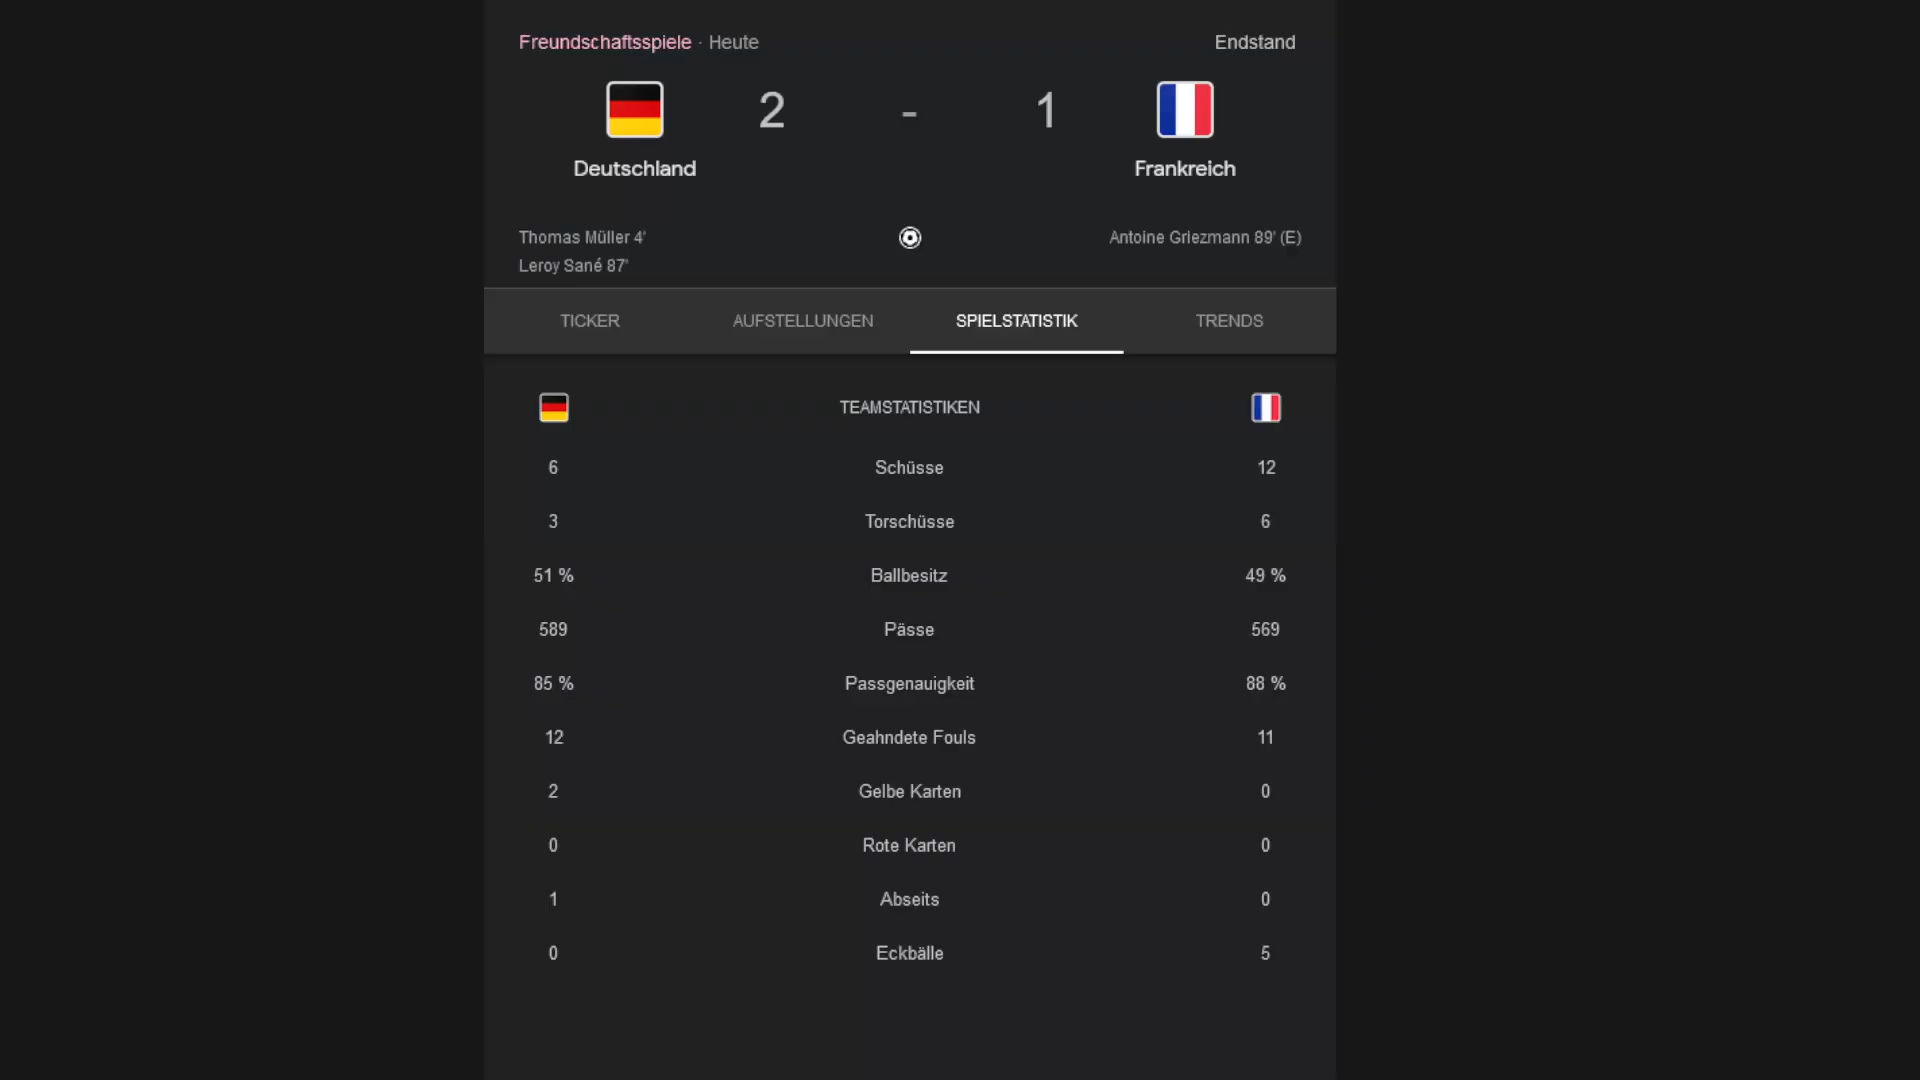 Freundschaftsspiele · Heute Endstand
2 - 1
Deutschland Frankreich
Thomas Müller 4' Antoine Griezmann 89' (E)
Leroy Sané 87'
TICKER AUFSTELLUNGEN SPIELSTATISTIK TRENDS
TEAMSTATISTIKEN
6 Schüsse 12
3 Torschüsse 6
51 % Ballbesitz 49 %
589 Pässe 569
85 % Passgenauigkeit 88 %
12 Geahndete Fouls 11
2 Gelbe Karten 0
0 Rote Karten 0
1 Abseits 0
0 Eckbälle 5